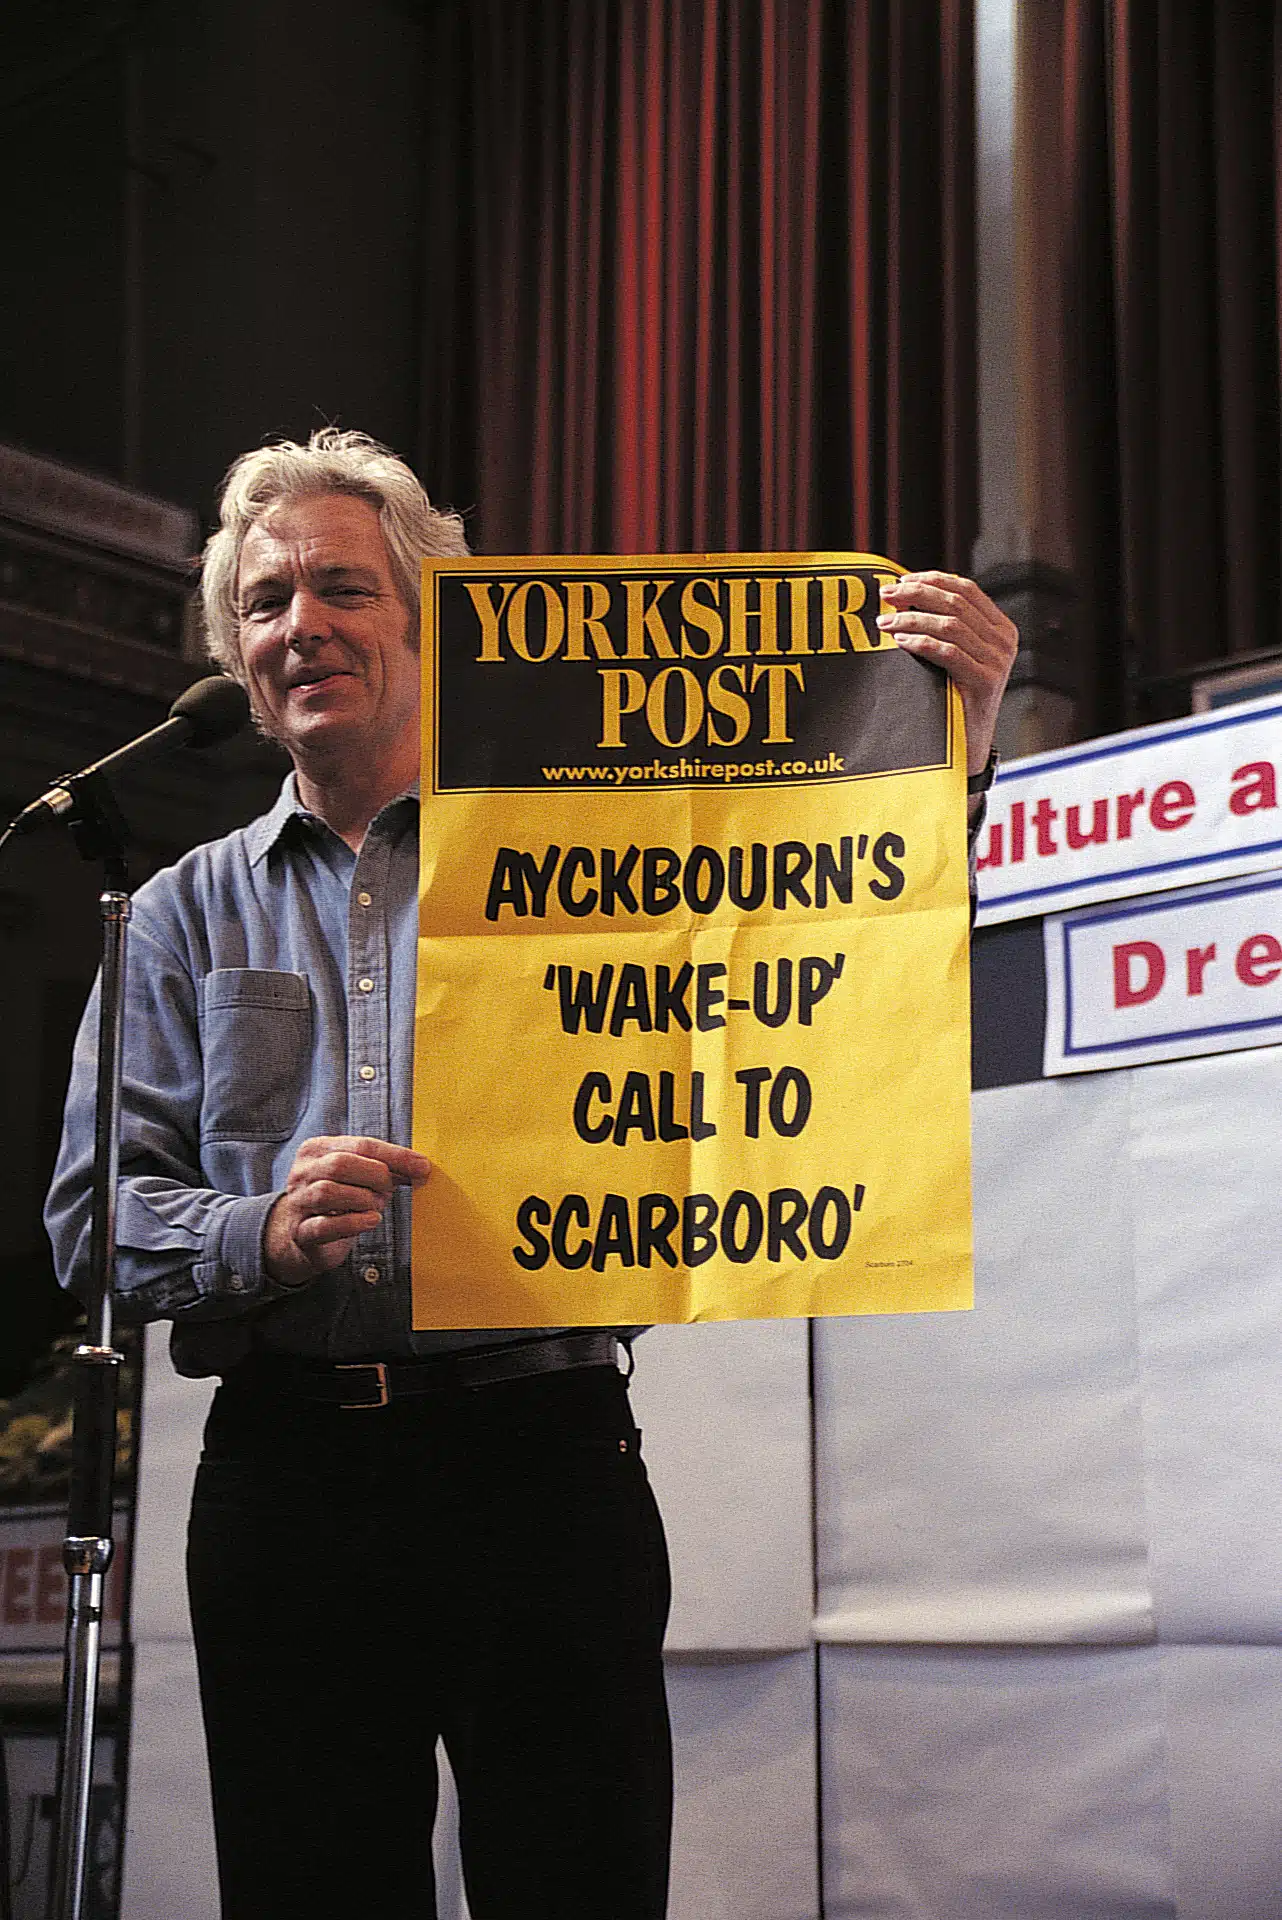 YORKSHIRE
POST
www.yorkshirepost.co.uk
AYCKBOURN'S
'WAKE-UP'
CALL TO
SCARBORO'
ulture a
Dre